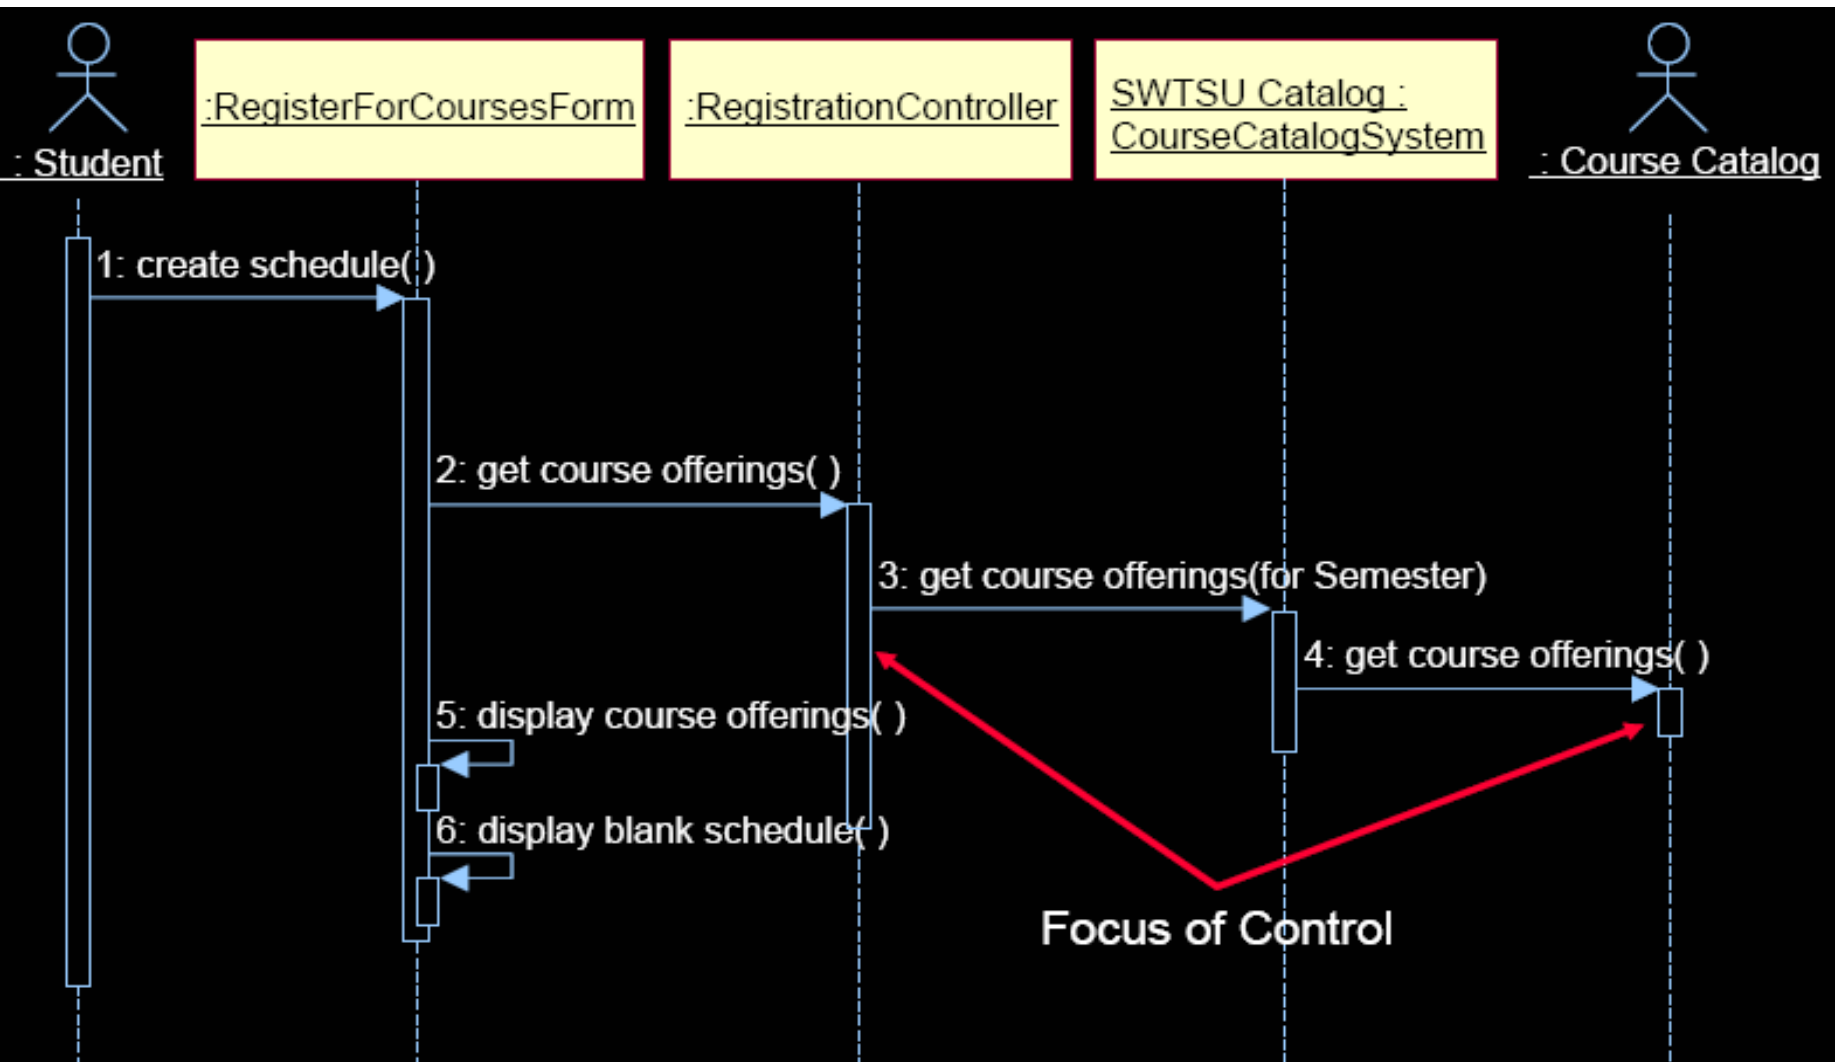 : Student
:RegisterForCoursesForm
:RegistrationController
SWTSU Catalog :
CourseCatalogSystem
: Course Catalog
1: create schedule( )
2: get course offerings( )
3: get course offerings(for Semester)
4: get course offerings( )
5: display course offerings( )
6: display blank schedule( )
Focus of Control